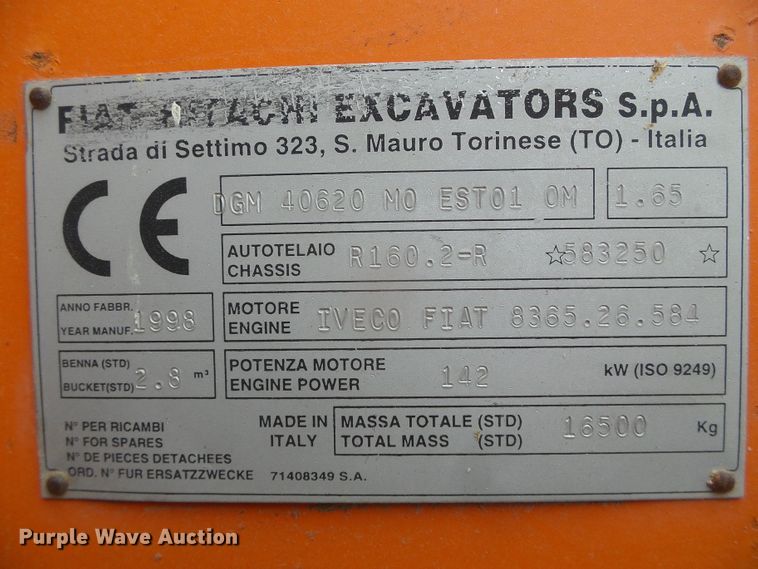 FIAT-HITACHI EXCAVATORS S.p.A.
Strada di Settimo 323, S. Mauro Torinese (TO) - Italia
CE
DGM 40620 MO EST01 OM 1.65
AUTOTELAIO
CHASSIS R160.2-R ☆583250 ☆
ANNO FABBR.
YEAR MANUF. 1998
MOTORE
ENGINE IVECO FIAT 8365.26.584
BENNA (STD)
BUCKET(STD) 2.8 m³
POTENZA MOTORE
ENGINE POWER 142 kW (ISO 9249)
N° PER RICAMBI
N° FOR SPARES
N° DE PIECES DETACHEES
ORD. N° FUR ERSATZZWECKE 71408349 S.A.
MADE IN
ITALY
MASSA TOTALE (STD)
TOTAL MASS (STD) 16500 Kg
Purple Wave Auction